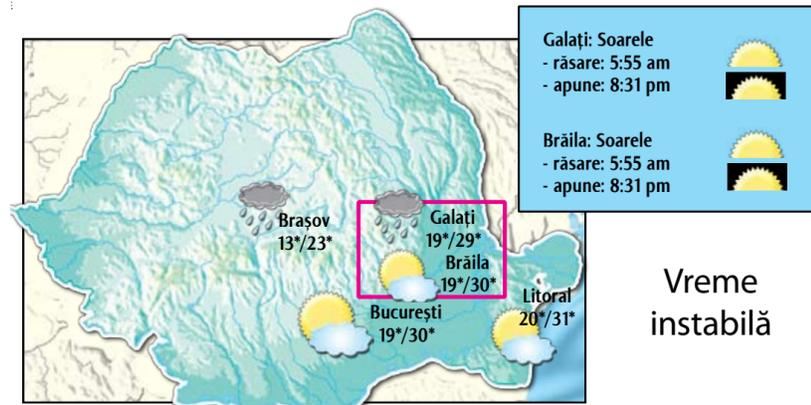 Galați: Soarele
- răsare: 5:55 am
- apune: 8:31 pm
Brăila: Soarele
- răsare: 5:55 am
- apune: 8:31 pm
Brașov
13*/23*
Galați
19*/29*
Brăila
19*/30*
București
19*/30*
Litoral
20*/31*
Vreme
instabilă